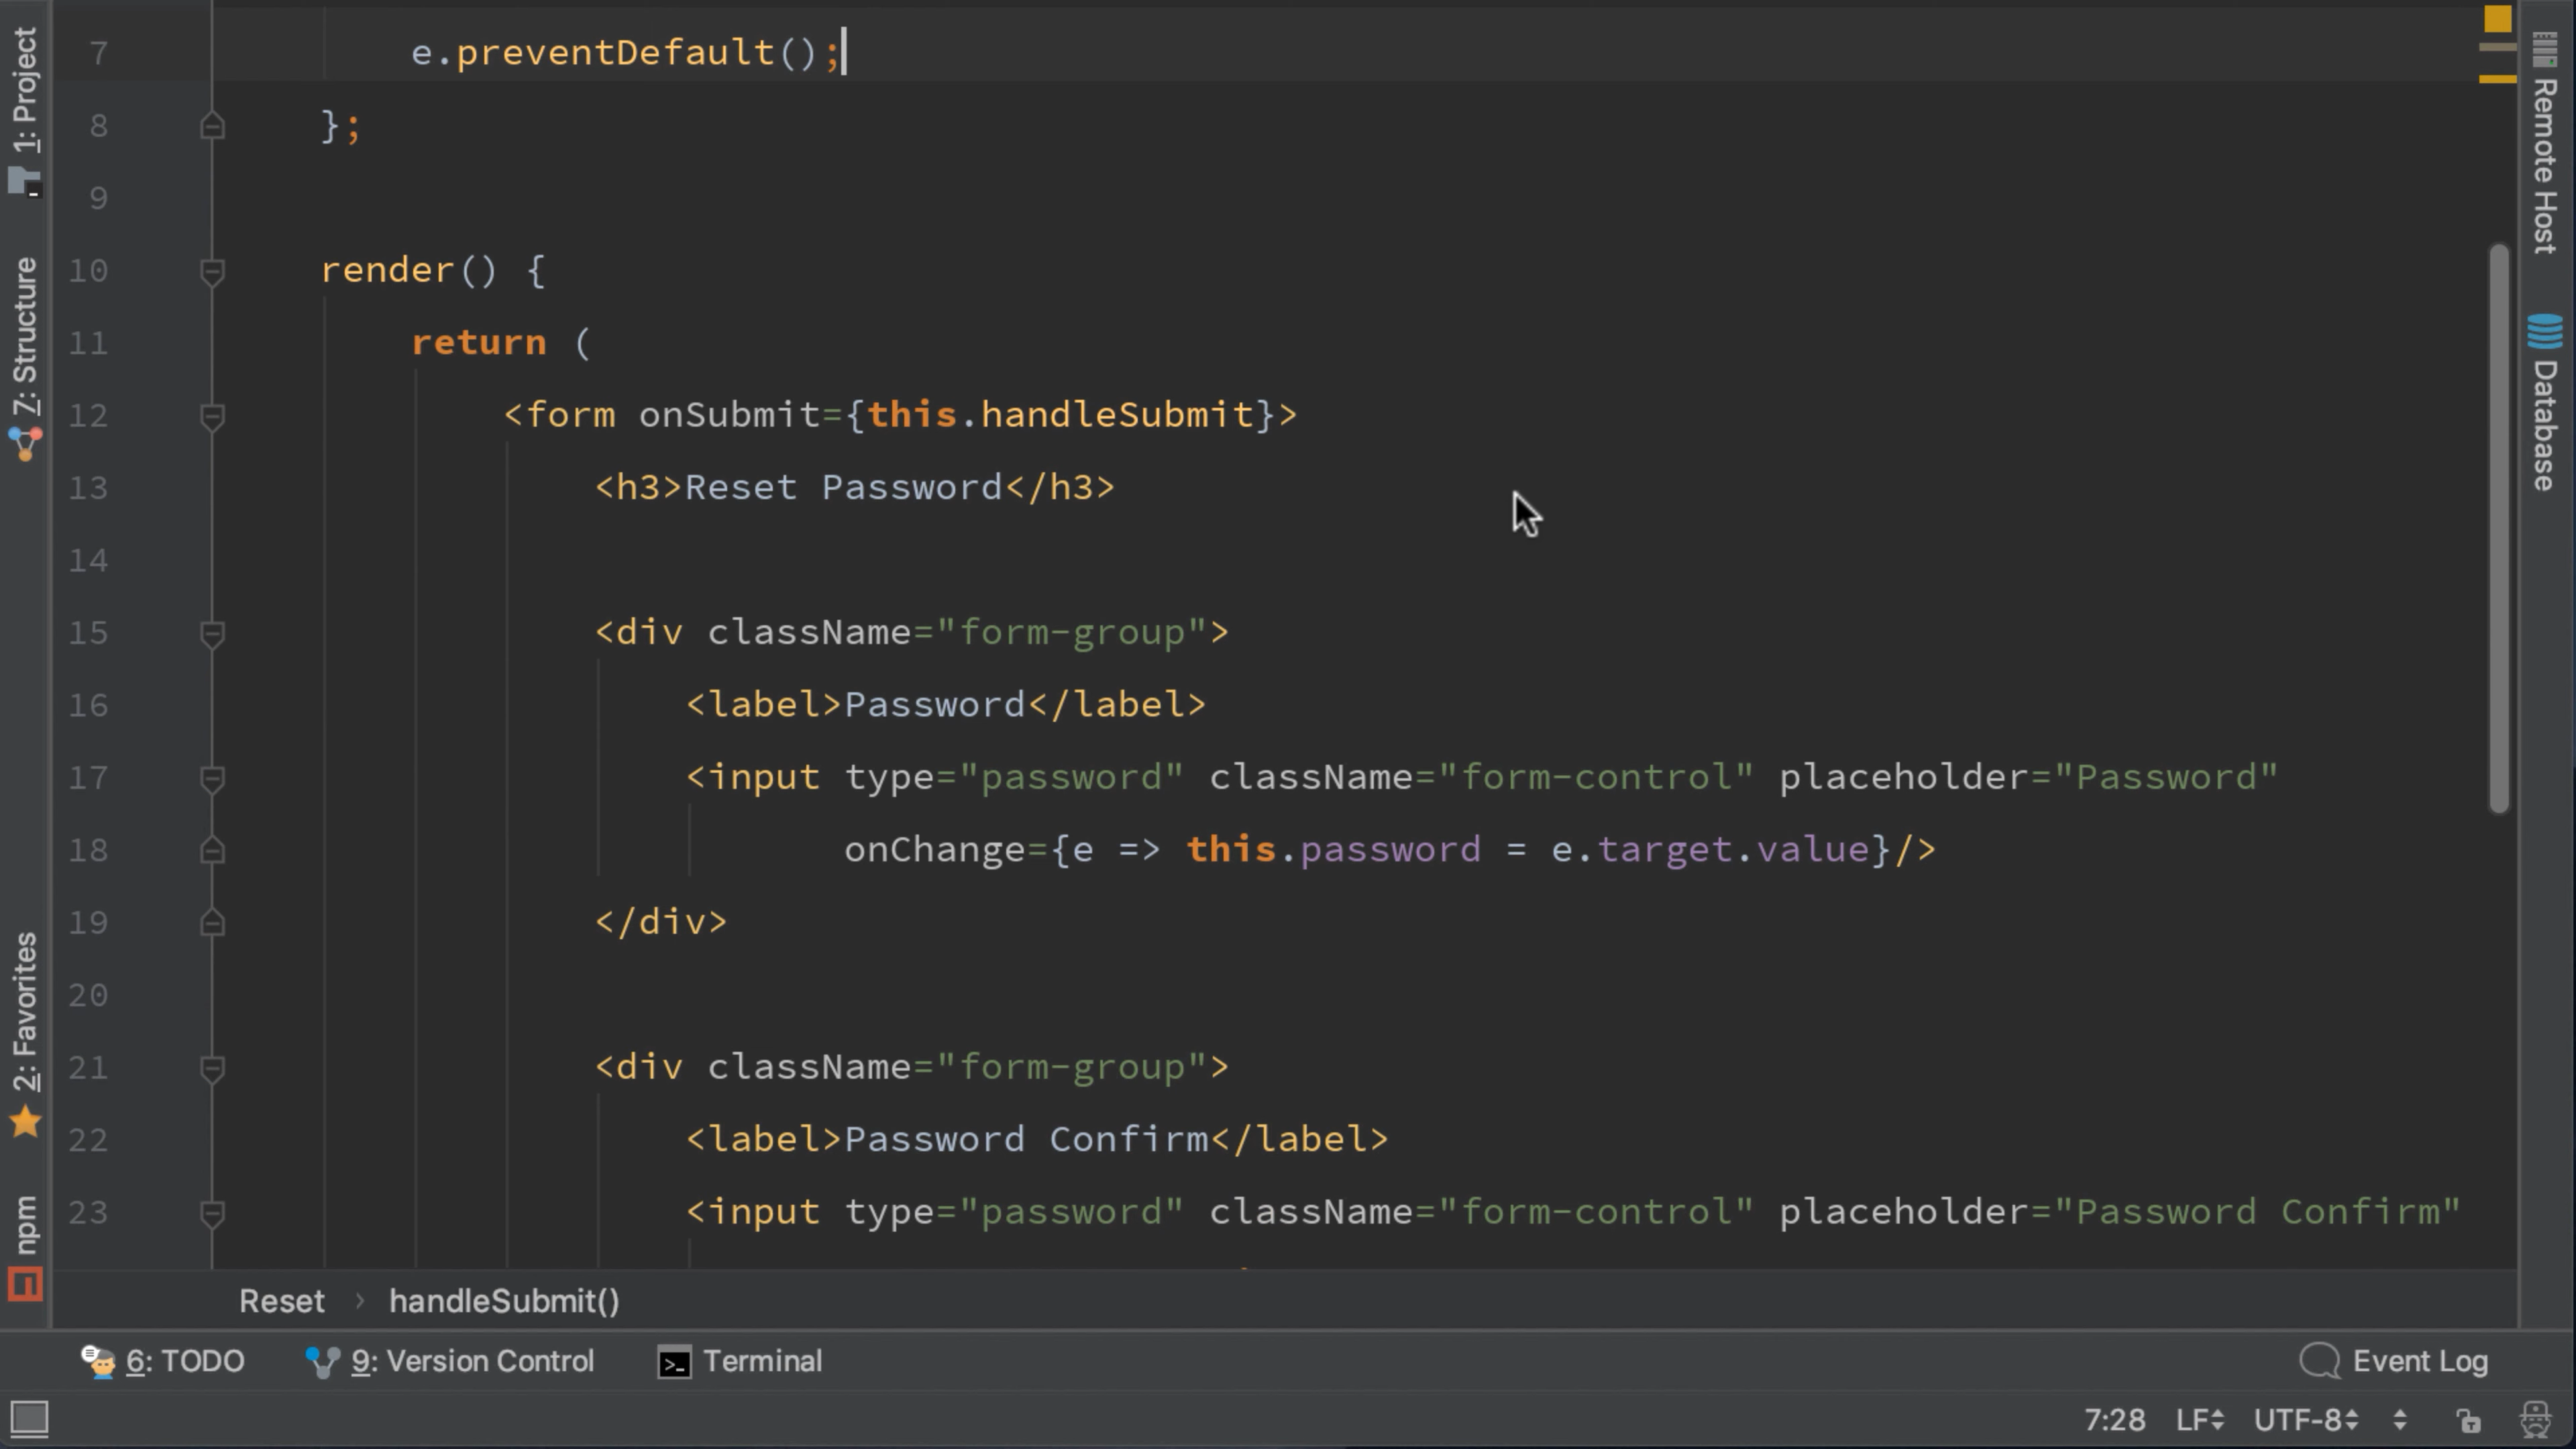 1: Project
7: Structure
2: Favorites
npm
7 e.preventDefault();
8 };
9
10 render() {
11 return (
12 <form onSubmit={this.handleSubmit}>
13 <h3>Reset Password</h3>
14
15 <div className="form-group">
16 <label>Password</label>
17 <input type="password" className="form-control" placeholder="Password"
18 onChange={e => this.password = e.target.value}/>
19 </div>
20
21 <div className="form-group">
22 <label>Password Confirm</label>
23 <input type="password" className="form-control" placeholder="Password Confirm"
Remote Host
Database
Reset › handleSubmit()
6: TODO 9: Version Control Terminal Event Log
7:28 LF UTF-8